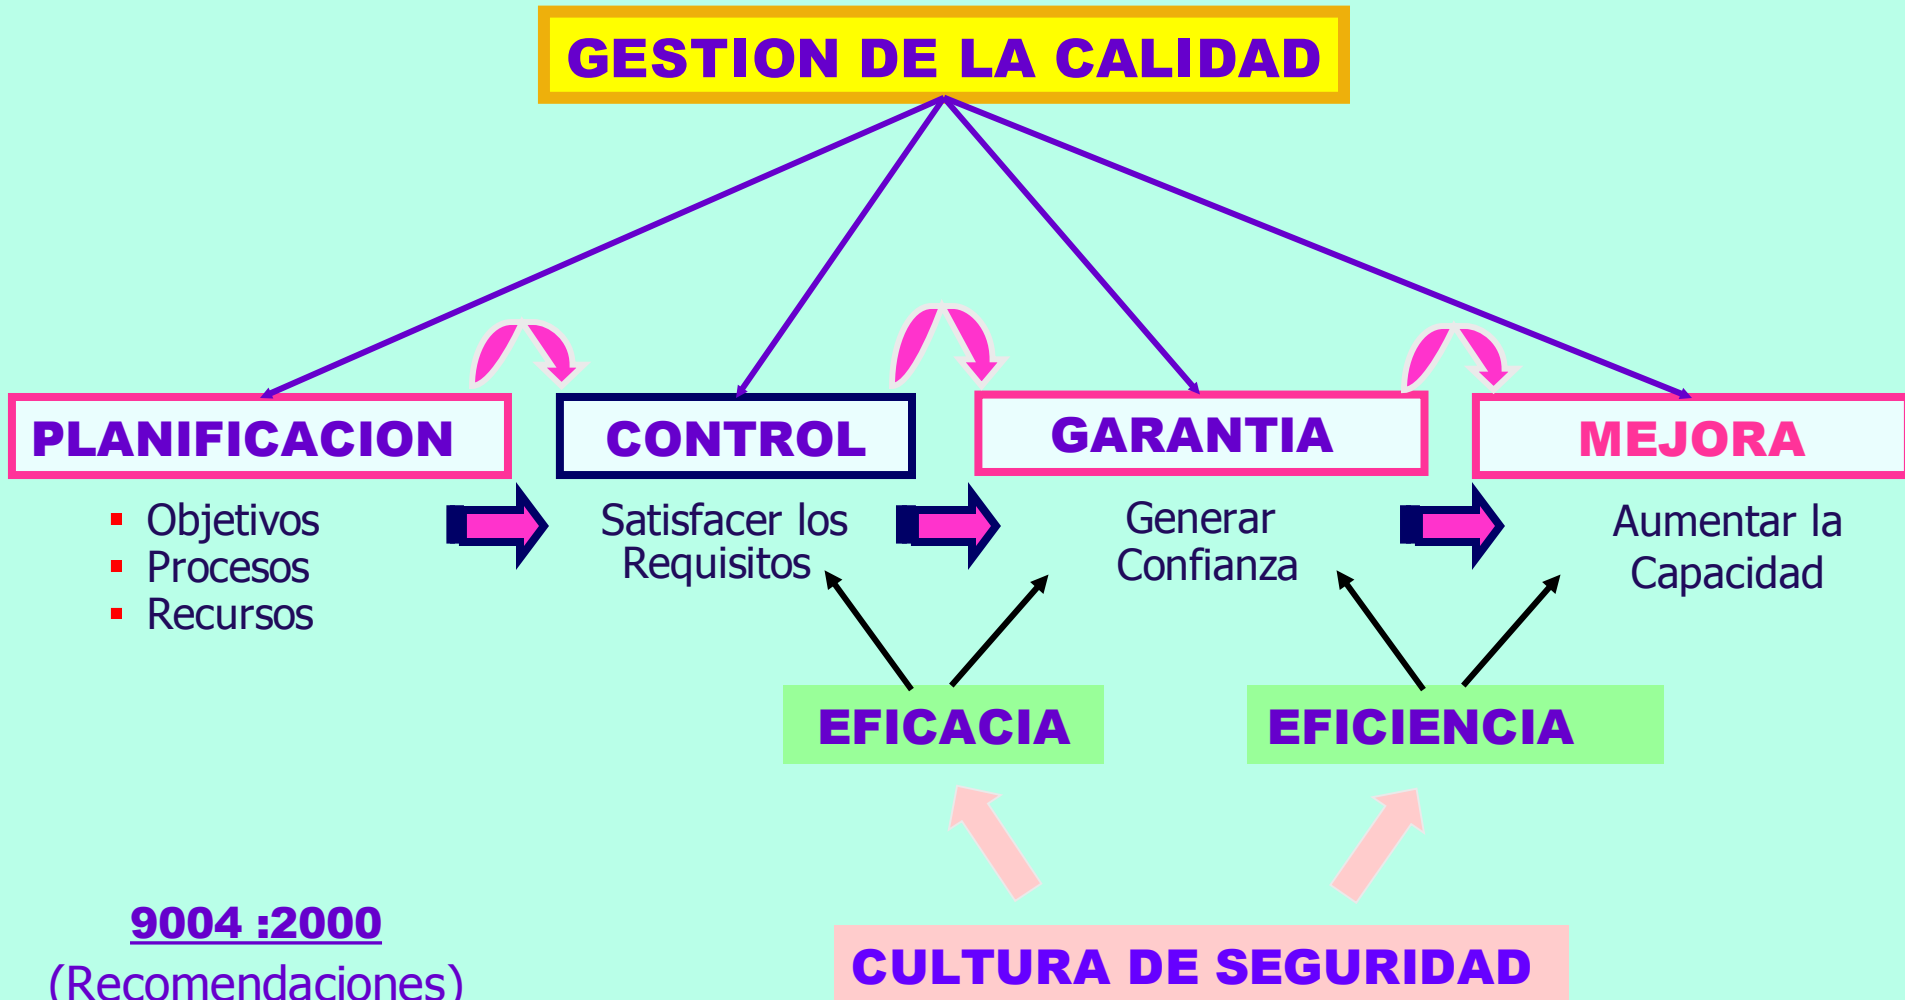 GESTION DE LA CALIDAD
PLANIFICACION
CONTROL
GARANTIA
MEJORA
▪ Objetivos
▪ Procesos
▪ Recursos
Satisfacer los
Requisitos
Generar
Confianza
Aumentar la
Capacidad
EFICACIA
EFICIENCIA
9004 :2000
(Recomendaciones)
CULTURA DE SEGURIDAD